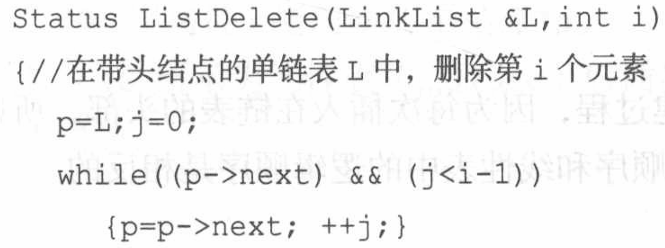 Status ListDelete(LinkList &L,int i)
{//在带头结点的单链表L中，删除第i个元素
p=L;j=0;
while((p->next) && (j<i-1))
{p=p->next; ++j;}